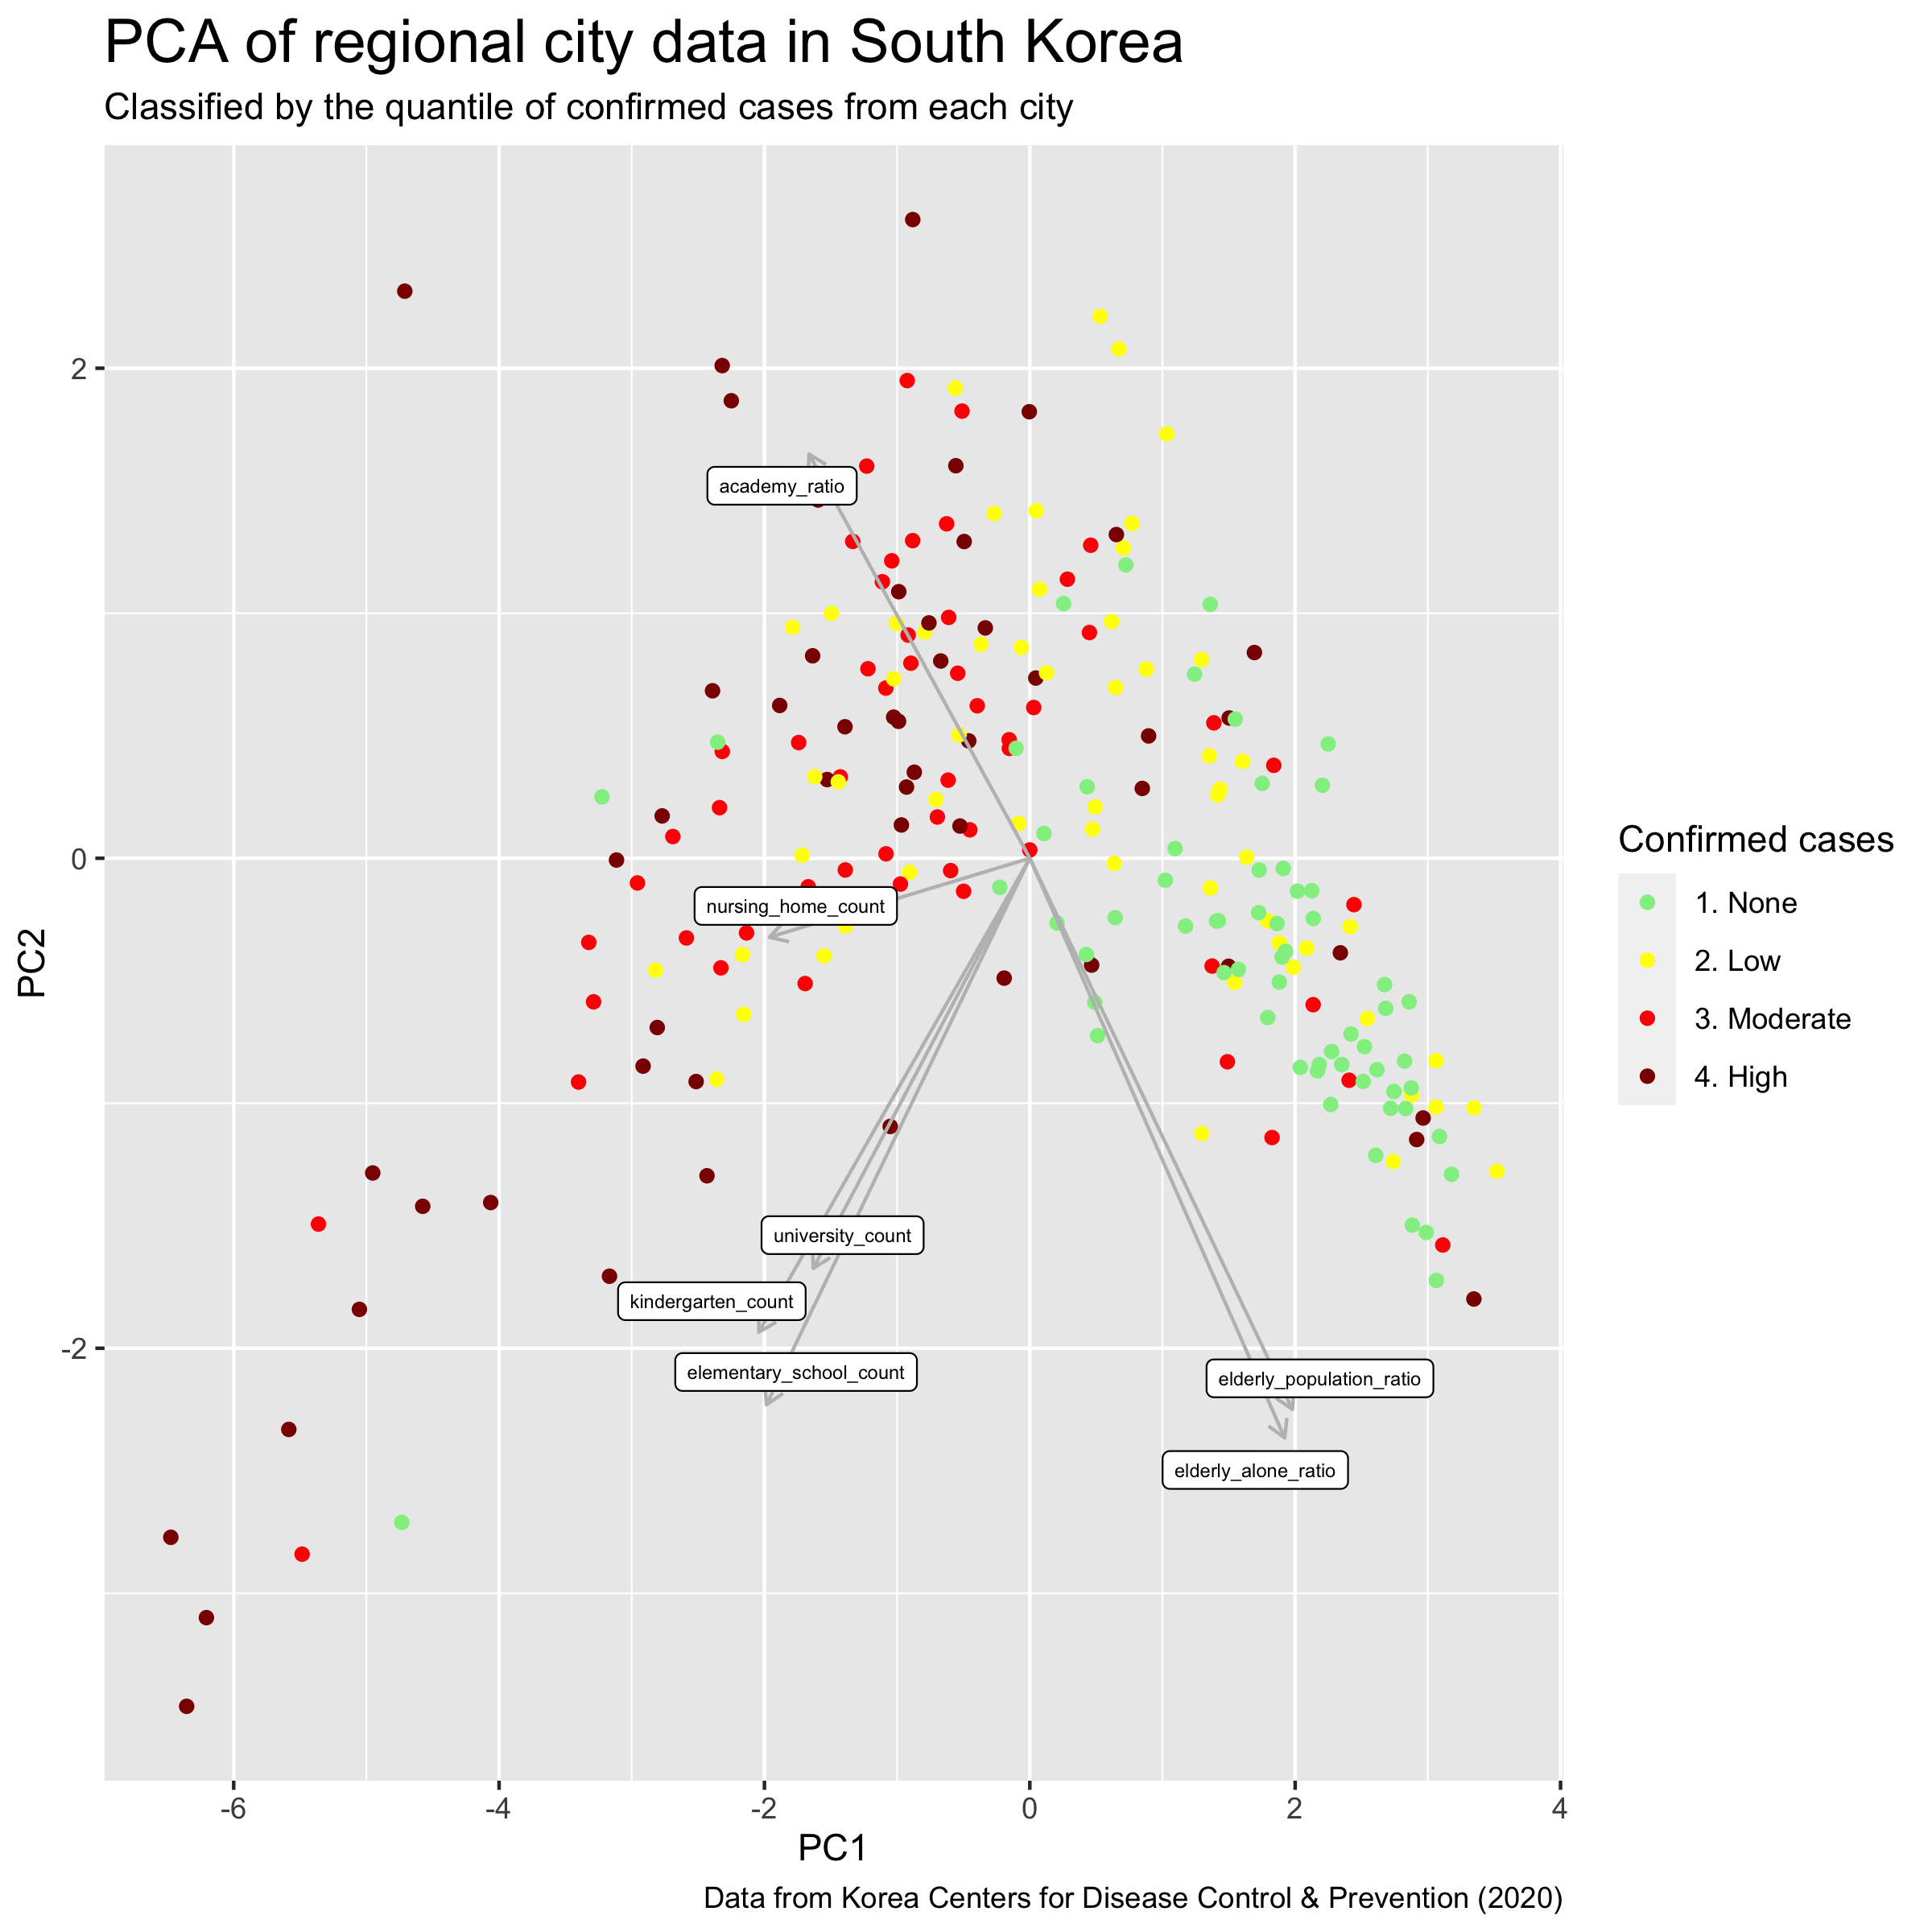 PCA of regional city data in South Korea
Classified by the quantile of confirmed cases from each city
PC2
2
0
-2
academy_ratio
nursing_home_count
university_count
kindergarten_count
elementary_school_count
elderly_population_ratio
elderly_alone_ratio
Confirmed cases
1. None
2. Low
3. Moderate
4. High
-6 -4 -2 0 2 4
PC1
Data from Korea Centers for Disease Control & Prevention (2020)